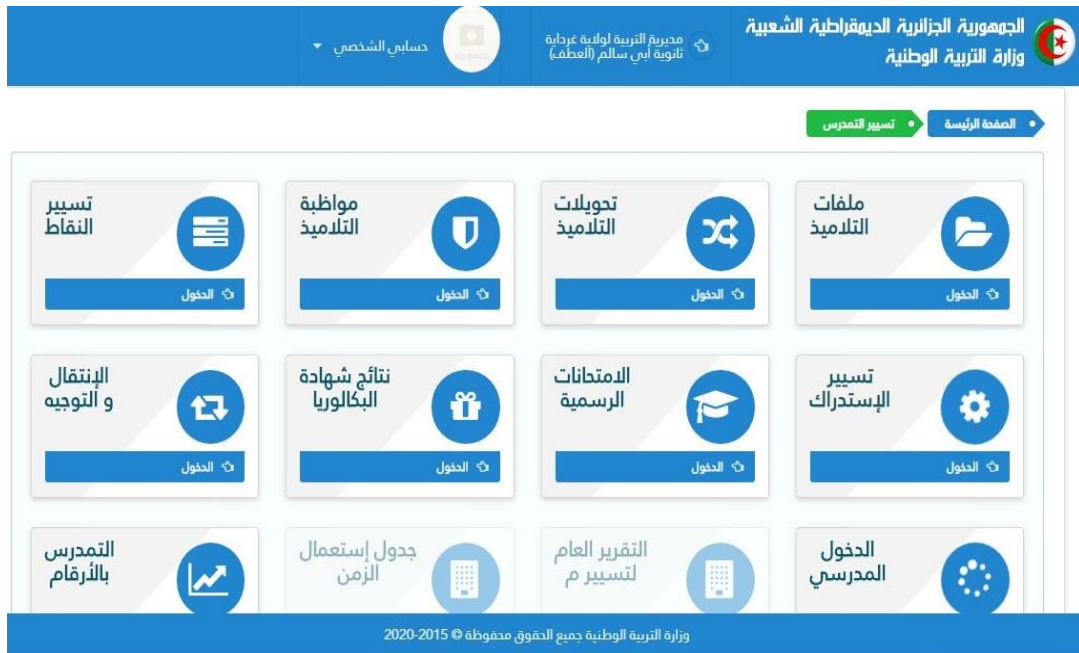 الجمهورية الجزائرية الديمقراطية الشعبية
وزارة التربية الوطنية
مديرية التربية لولاية غرداية
ثانوية أبي سالم (العطف)
حسابي الشخصي
الصفحة الرئيسة
تسيير التمدرس
ملفات
التلاميذ
الدخول
تحويلات
التلاميذ
الدخول
مواظبة
التلاميذ
الدخول
تسيير
النقاط
الدخول
تسيير
الإستدراك
الدخول
الامتحانات
الرسمية
الدخول
نتائج شهادة
البكالوريا
الدخول
الإنتقال
و التوجيه
الدخول
الدخول
المدرسي
التقرير العام
لتسيير م
جدول إستعمال
الزمن
التمدرس
بالأرقام
وزارة التربية الوطنية جميع الحقوق محفوظة © 2015-2020